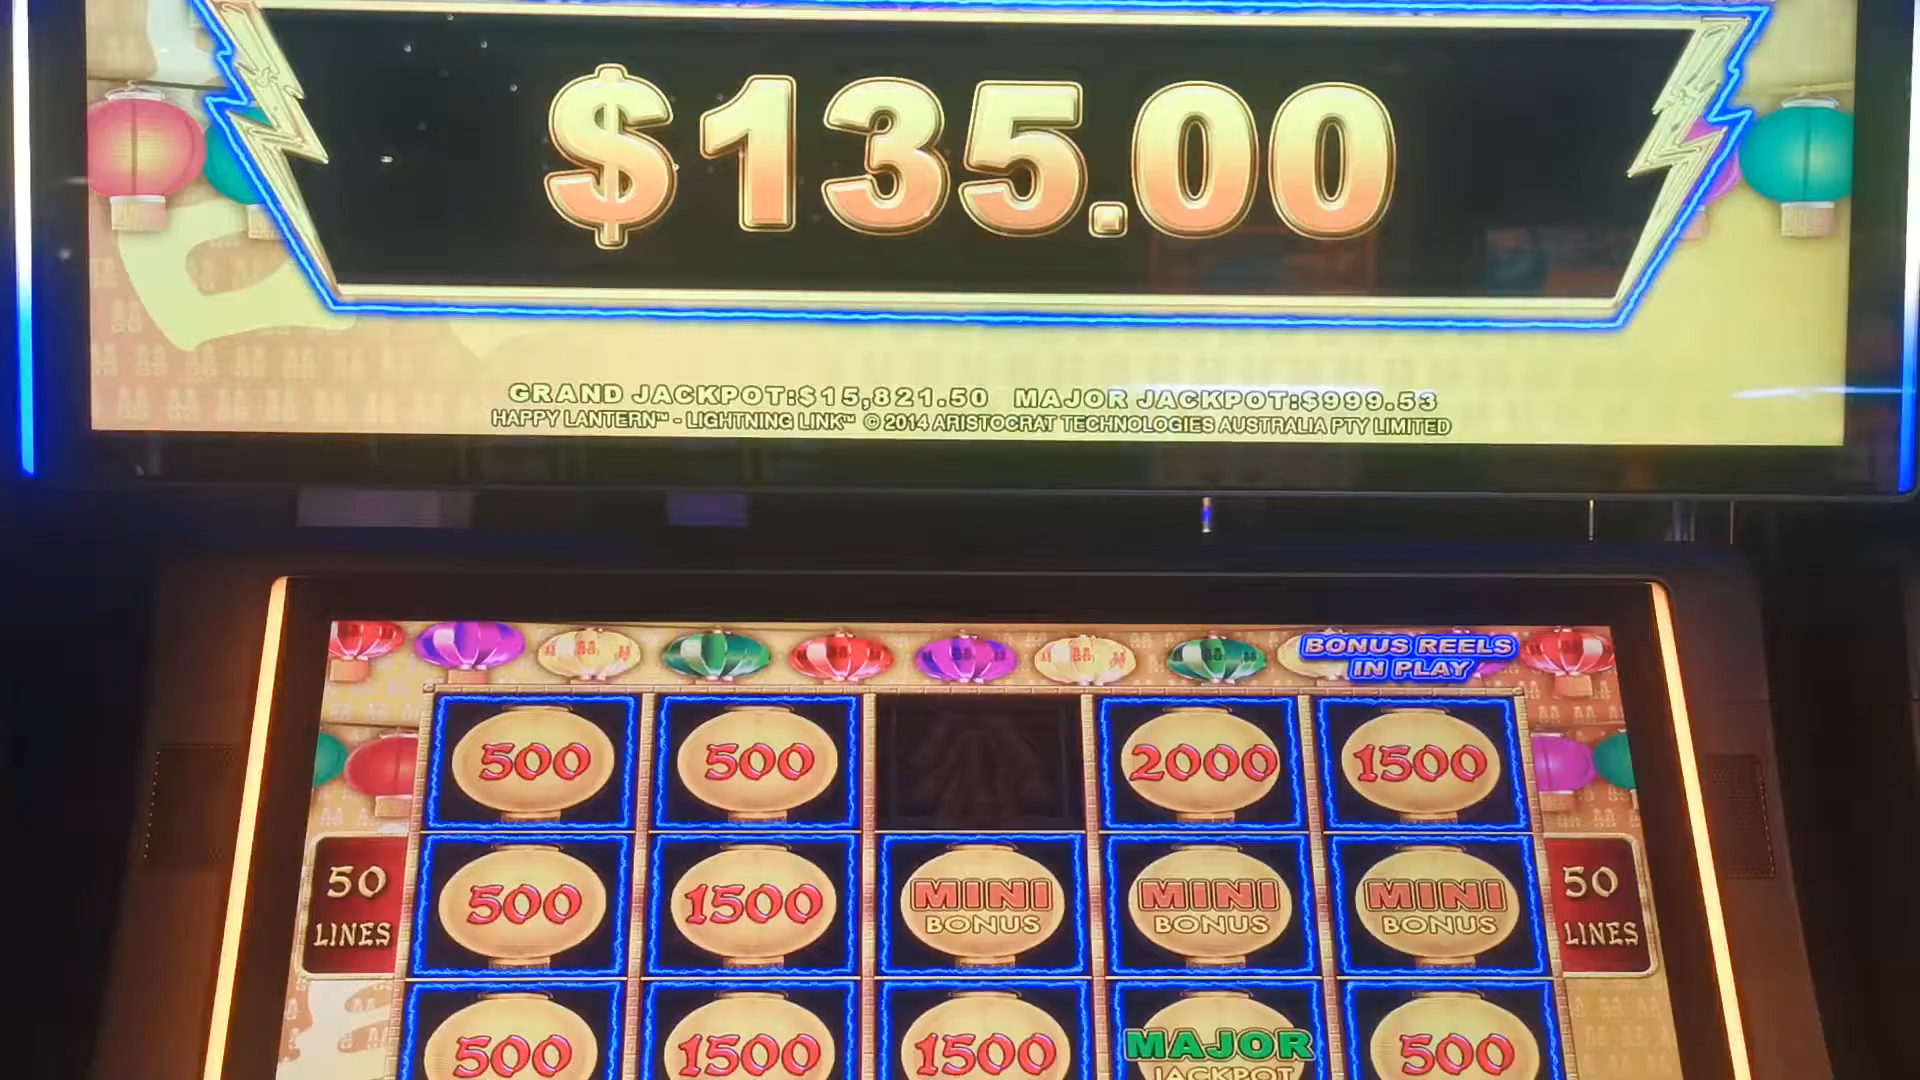 $135.00
GRAND JACKPOT:$15,821.50 MAJOR JACKPOT:$999.53
HAPPY LANTERN™ - LIGHTNING LINK™ © 2014 ARISTOCRAT TECHNOLOGIES AUSTRALIA PTY LIMITED
BONUS REELS
IN PLAY
500 500 2000 1500
50
LINES
500 1500 MINI
BONUS
MINI
BONUS
MINI
BONUS
50
LINES
500 1500 1500 MAJOR
JACKPOT
500